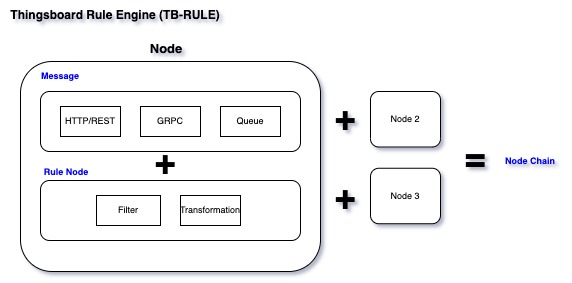 Thingsboard Rule Engine (TB-RULE)
Node
Message
HTTP/REST
GRPC
Queue
+
Rule Node
Filter
Transformation
+
Node 2
+
Node 3
=
Node Chain